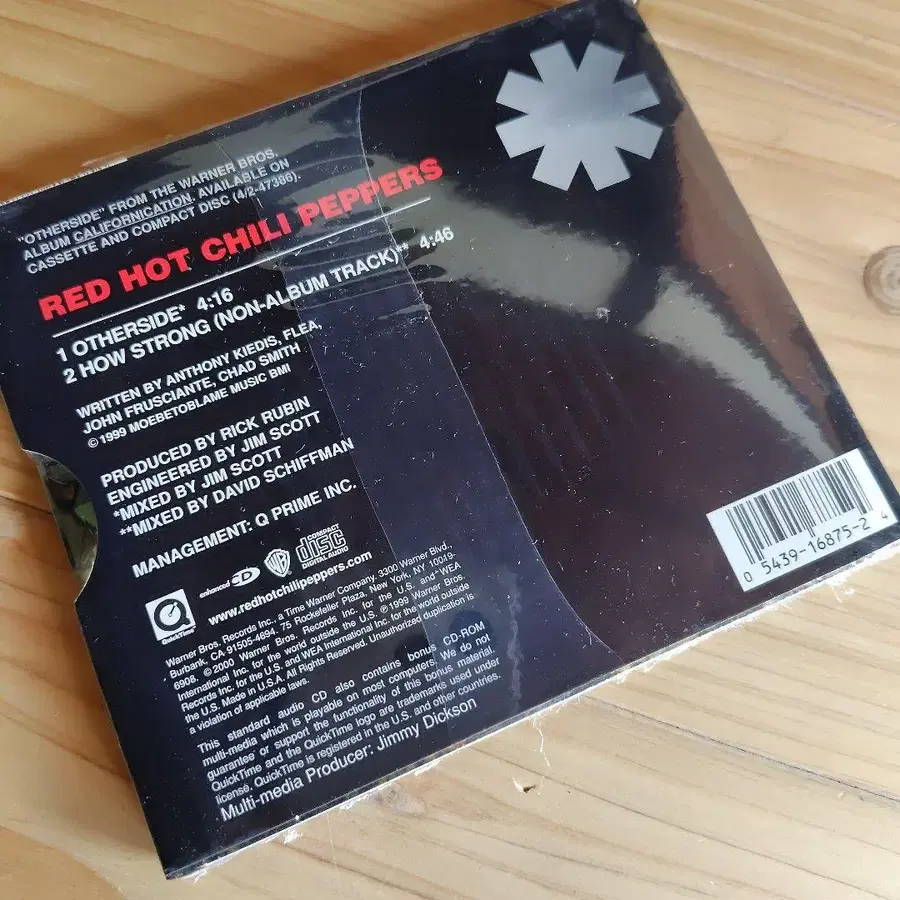 "OTHERSIDE" FROM THE WARNER BROS.
ALBUM CALIFORNICATION. AVAILABLE ON
CASSETTE AND COMPACT DISC (4/2-47386).
RED HOT CHILI PEPPERS
1 OTHERSIDE* 4:16
2 HOW STRONG (NON-ALBUM TRACK)** 4:46
WRITTEN BY ANTHONY KIEDIS, FLEA,
JOHN FRUSCIANTE, CHAD SMITH
© 1999 MOEBETOBLAME MUSIC BMI
PRODUCED BY RICK RUBIN
ENGINEERED BY JIM SCOTT
*MIXED BY JIM SCOTT
**MIXED BY DAVID SCHIFFMAN
MANAGEMENT: Q PRIME INC.
QuickTime™
enhanced CD
WB
COMPACT
disc
DIGITAL AUDIO
www.redhotchilipeppers.com
Warner Bros. Records Inc., a Time Warner Company. 3300 Warner Blvd.,
Burbank, CA 91505-4694, 75 Rockefeller Plaza, New York, NY 10019-
6908. © 2000 Warner Bros. Records Inc. for the U.S. and WEA
International Inc. for the world outside the U.S. ℗ 1999 Warner Bros.
Records Inc. for the U.S. and WEA International Inc. for the world outside
the U.S. Made in U.S.A. All Rights Reserved. Unauthorized duplication is
a violation of applicable laws.
This standard audio CD also contains bonus CD-ROM
multi-media which is playable on most computers. We do not
guarantee or support the functionality of this bonus material.
QuickTime and the QuickTime logo are trademarks used under
license. QuickTime is registered in the U.S. and other countries.
Multi-media Producer: Jimmy Dickson
0 5439-16875-2 4